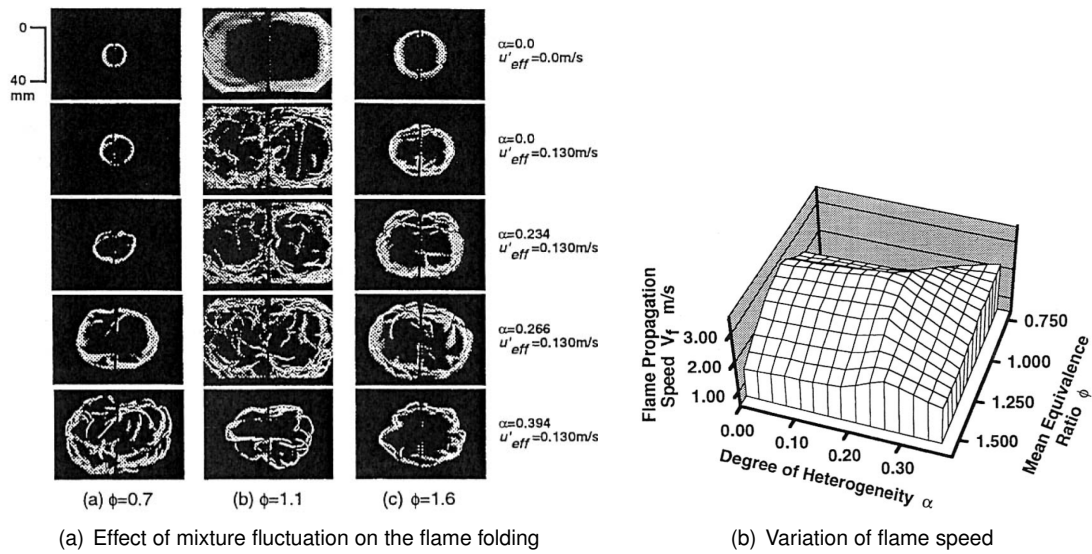 0
40
mm
α=0.0
u'eff=0.0m/s
α=0.0
u'eff=0.130m/s
α=0.234
u'eff=0.130m/s
α=0.266
u'eff=0.130m/s
α=0.394
u'eff=0.130m/s
(a) ϕ=0.7
(b) ϕ=1.1
(c) ϕ=1.6
(a) Effect of mixture fluctuation on the flame folding
Flame Propagation
Speed Vf m/s
3.00
2.00
1.00
0.00
0.10
0.20
0.30
Degree of Heterogeneity α
0.750
1.000
1.250
1.500
Mean Equivalence
Ratio ϕ
(b) Variation of flame speed